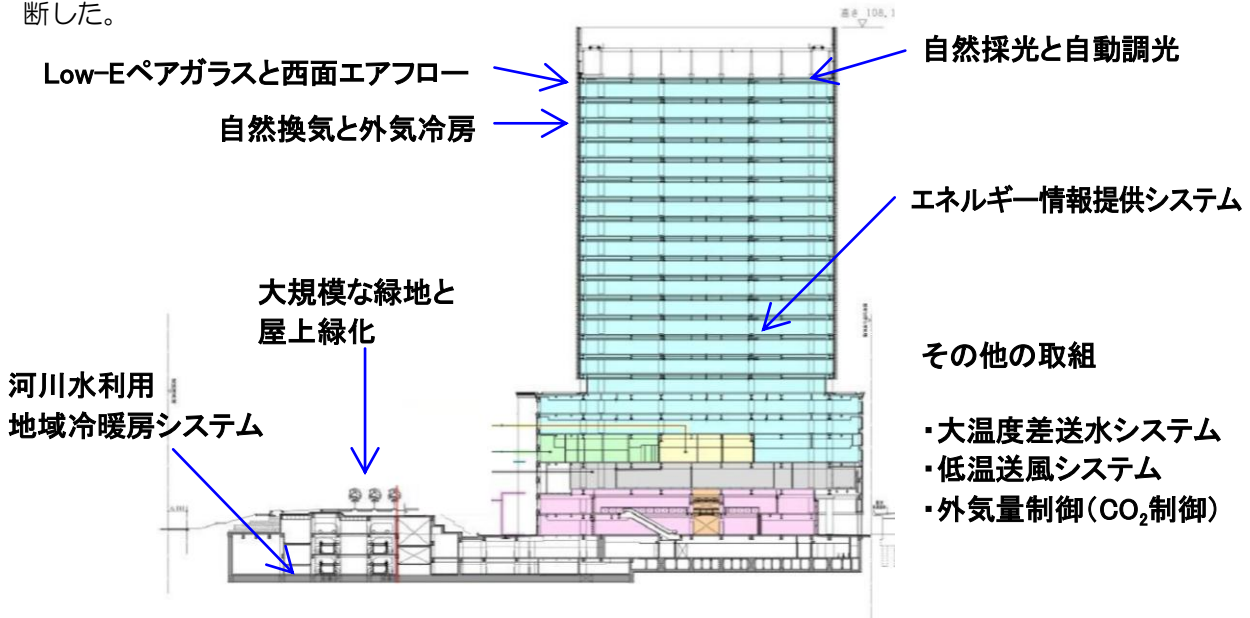 断した。
高さ 108.1
Low-Eペアガラスと西面エアフロー
自然採光と自動調光
自然換気と外気冷房
エネルギー情報提供システム
大規模な緑地と
屋上緑化
河川水利用
地域冷暖房システム
その他の取組
・大温度差送水システム
・低温送風システム
・外気量制御(CO₂制御)